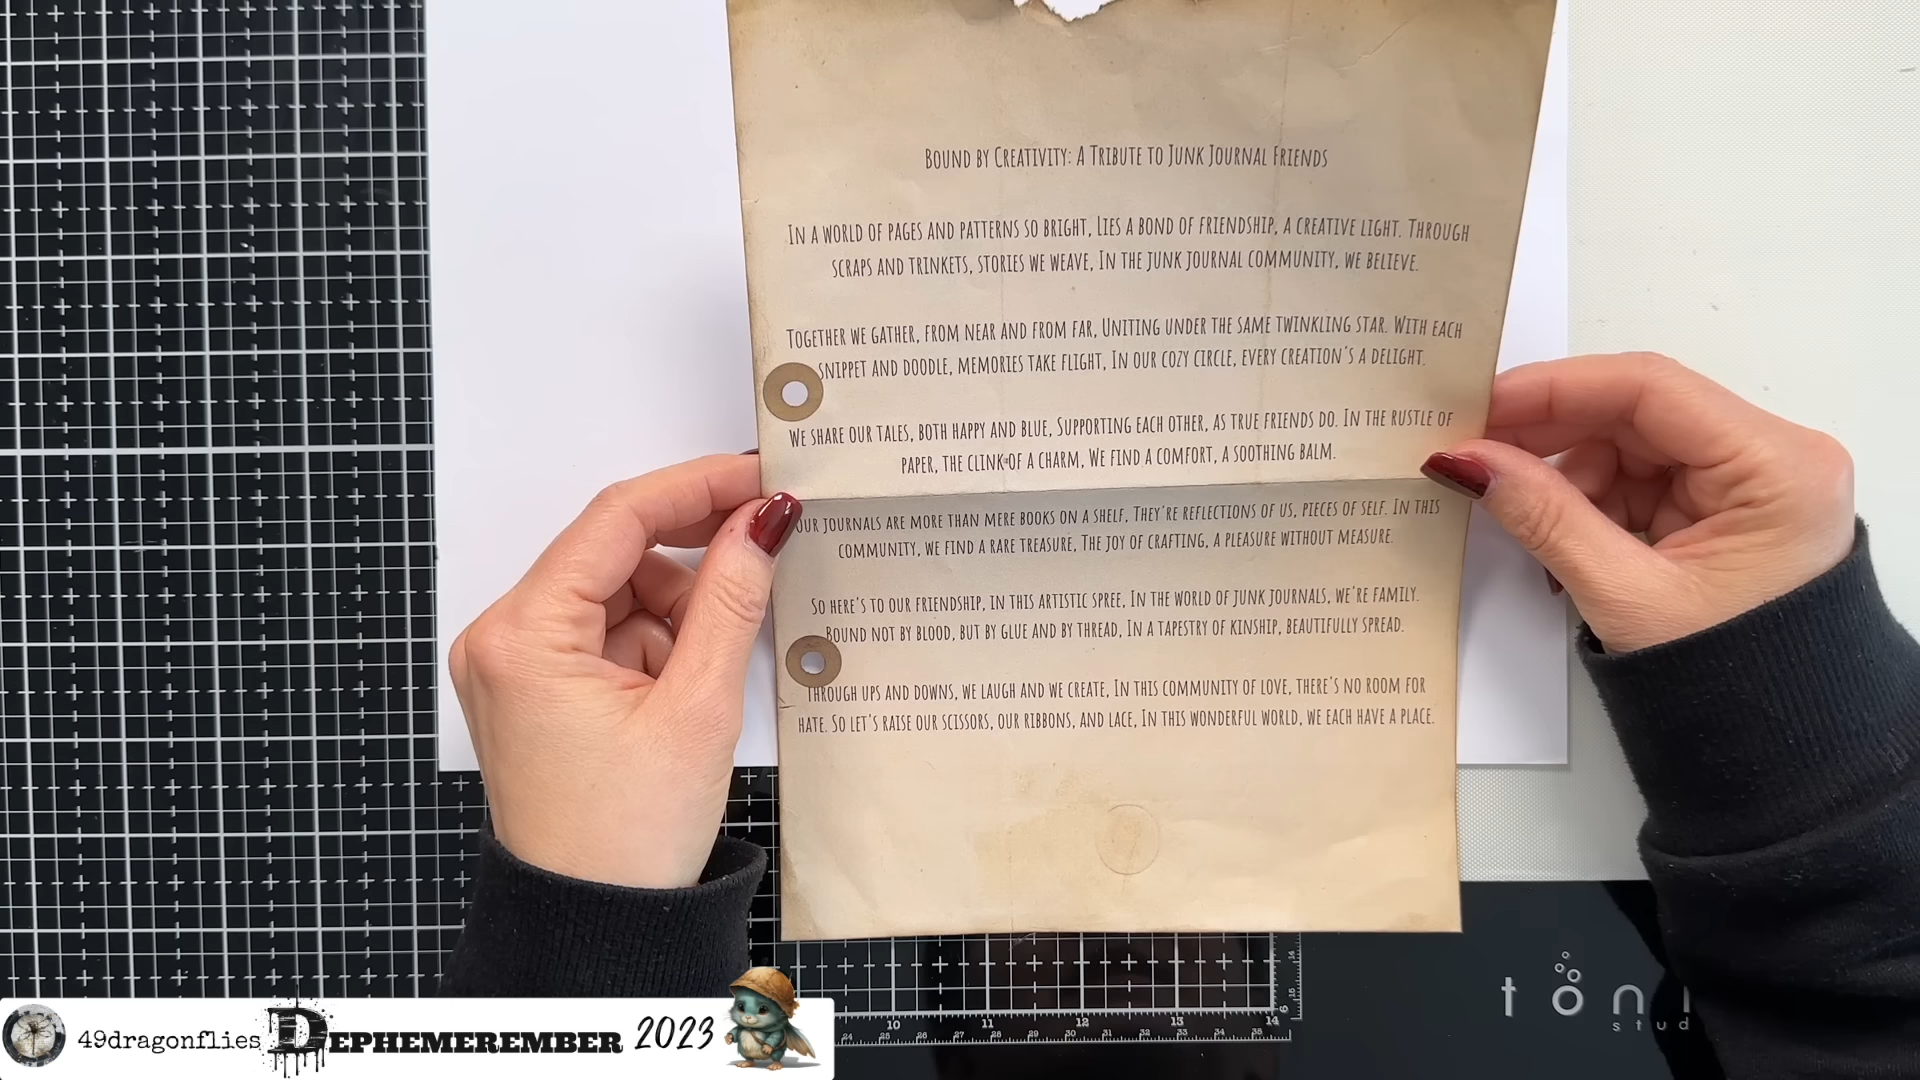 Bound by Creativity: A Tribute to Junk Journal Friends
In a world of pages and patterns so bright, Lies a bond of friendship, a creative light. Through
scraps and trinkets, stories we weave, In the junk journal community, we believe.
Together we gather, from near and from far, Uniting under the same twinkling star. With each
snippet and doodle, memories take flight, In our cozy circle, every creation's a delight.
We share our tales, both happy and blue, Supporting each other, as true friends do. In the rustle of
paper, the clink of a charm, We find a comfort, a soothing balm.
Our journals are more than mere books on a shelf, They're reflections of us, pieces of self. In this
community, we find a rare treasure, The joy of crafting, a pleasure without measure.
So here's to our friendship, in this artistic spree, In the world of junk journals, we're family.
Bound not by blood, but by glue and by thread, In a tapestry of kinship, beautifully spread.
Through ups and downs, we laugh and we create, In this community of love, there's no room for
hate. So let's raise our scissors, our ribbons, and lace, In this wonderful world, we each have a place.
10 11 12 13 14
49dragonflies DEPHEMEREMBER 2023